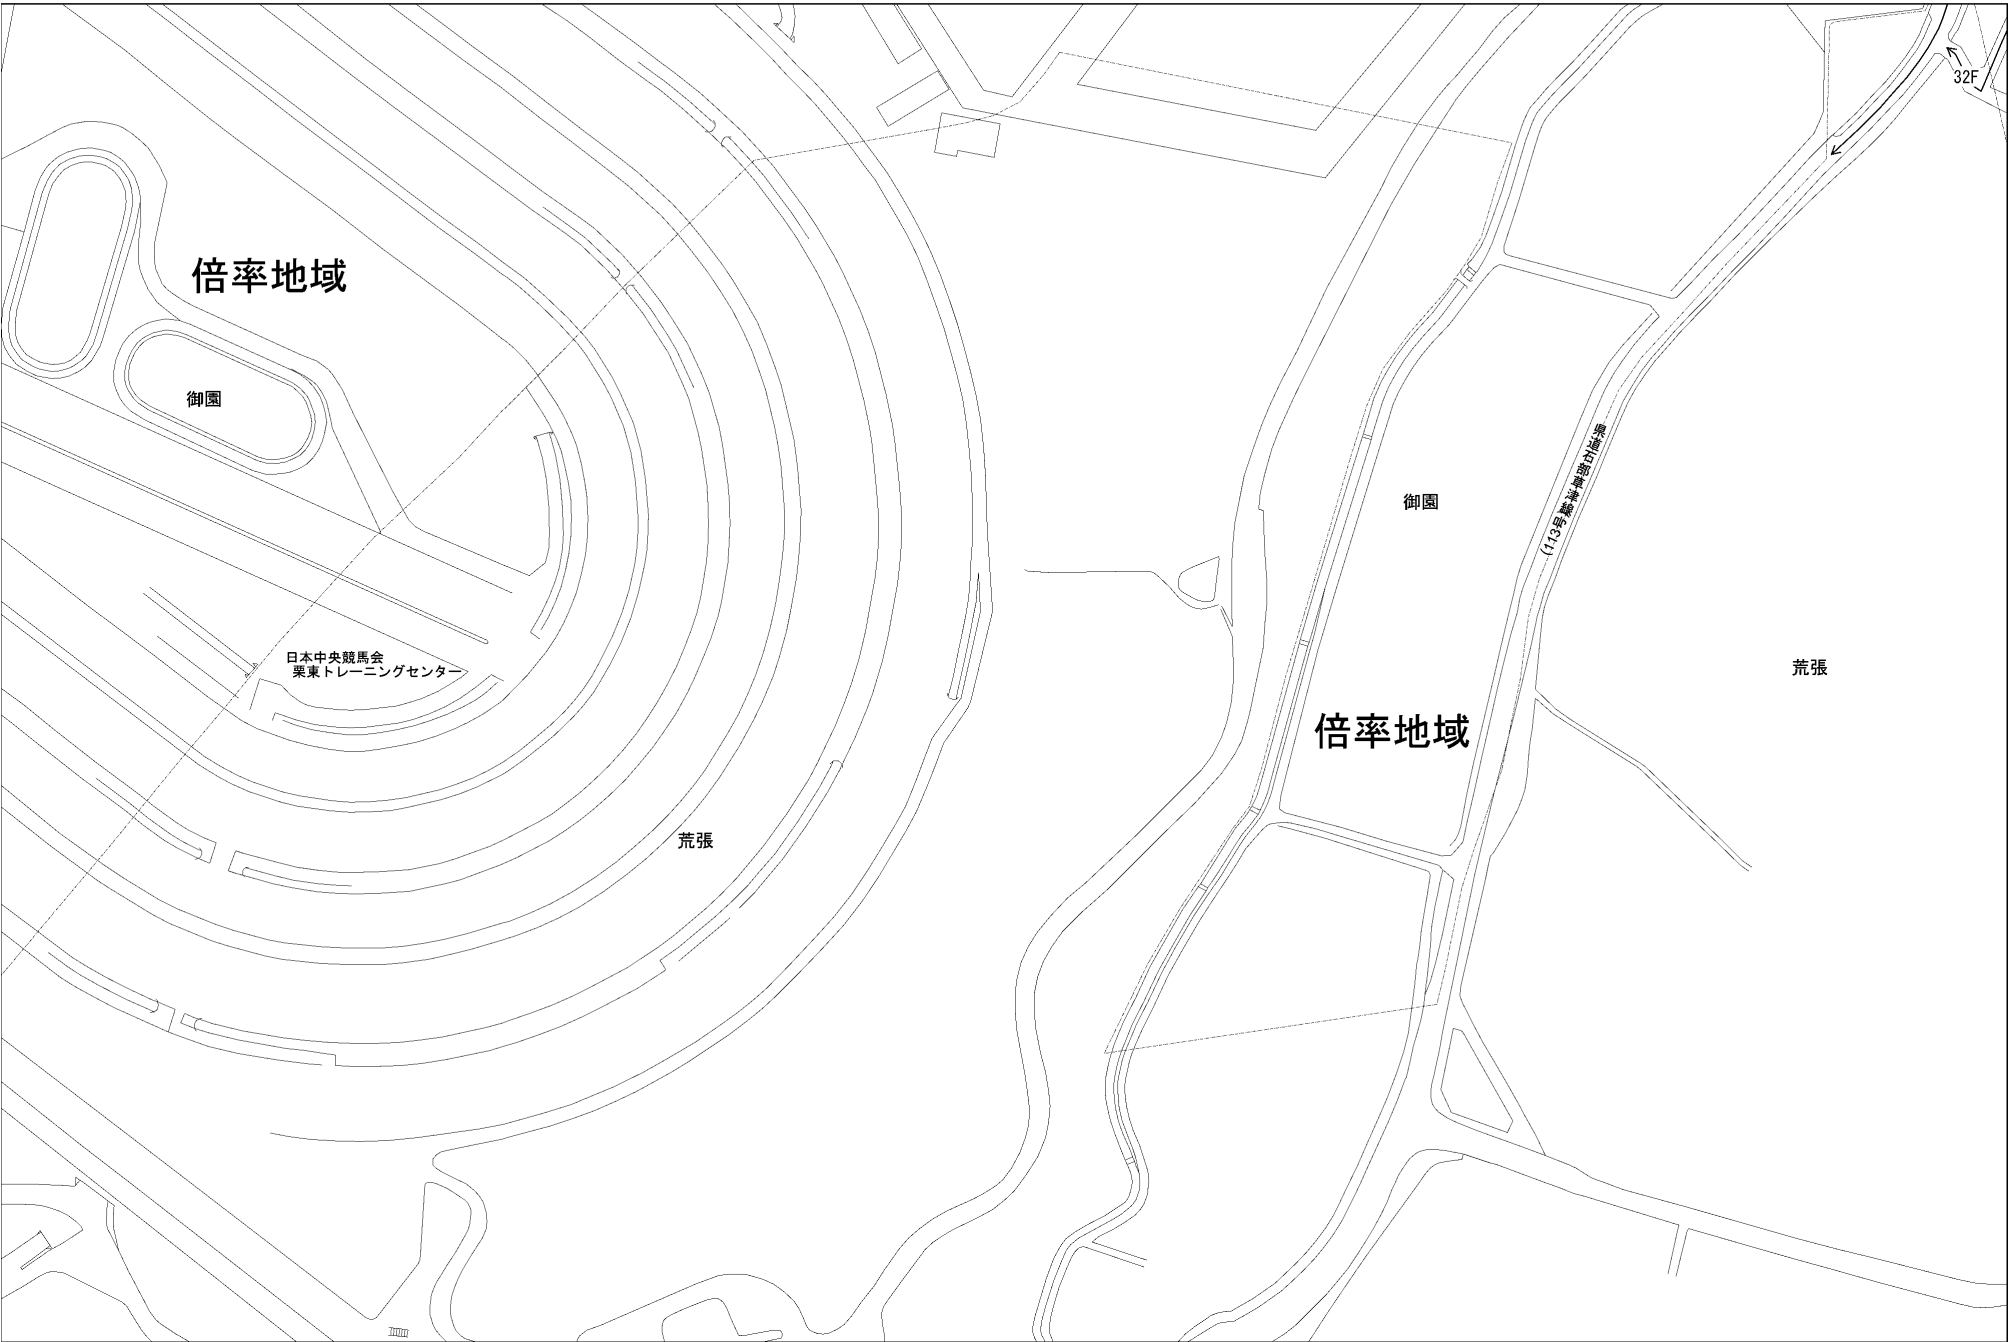 32F
倍率地域
御園
県道石部草津線
(113号)
御園
日本中央競馬会
栗東トレーニングセンター
荒張
倍率地域
荒張